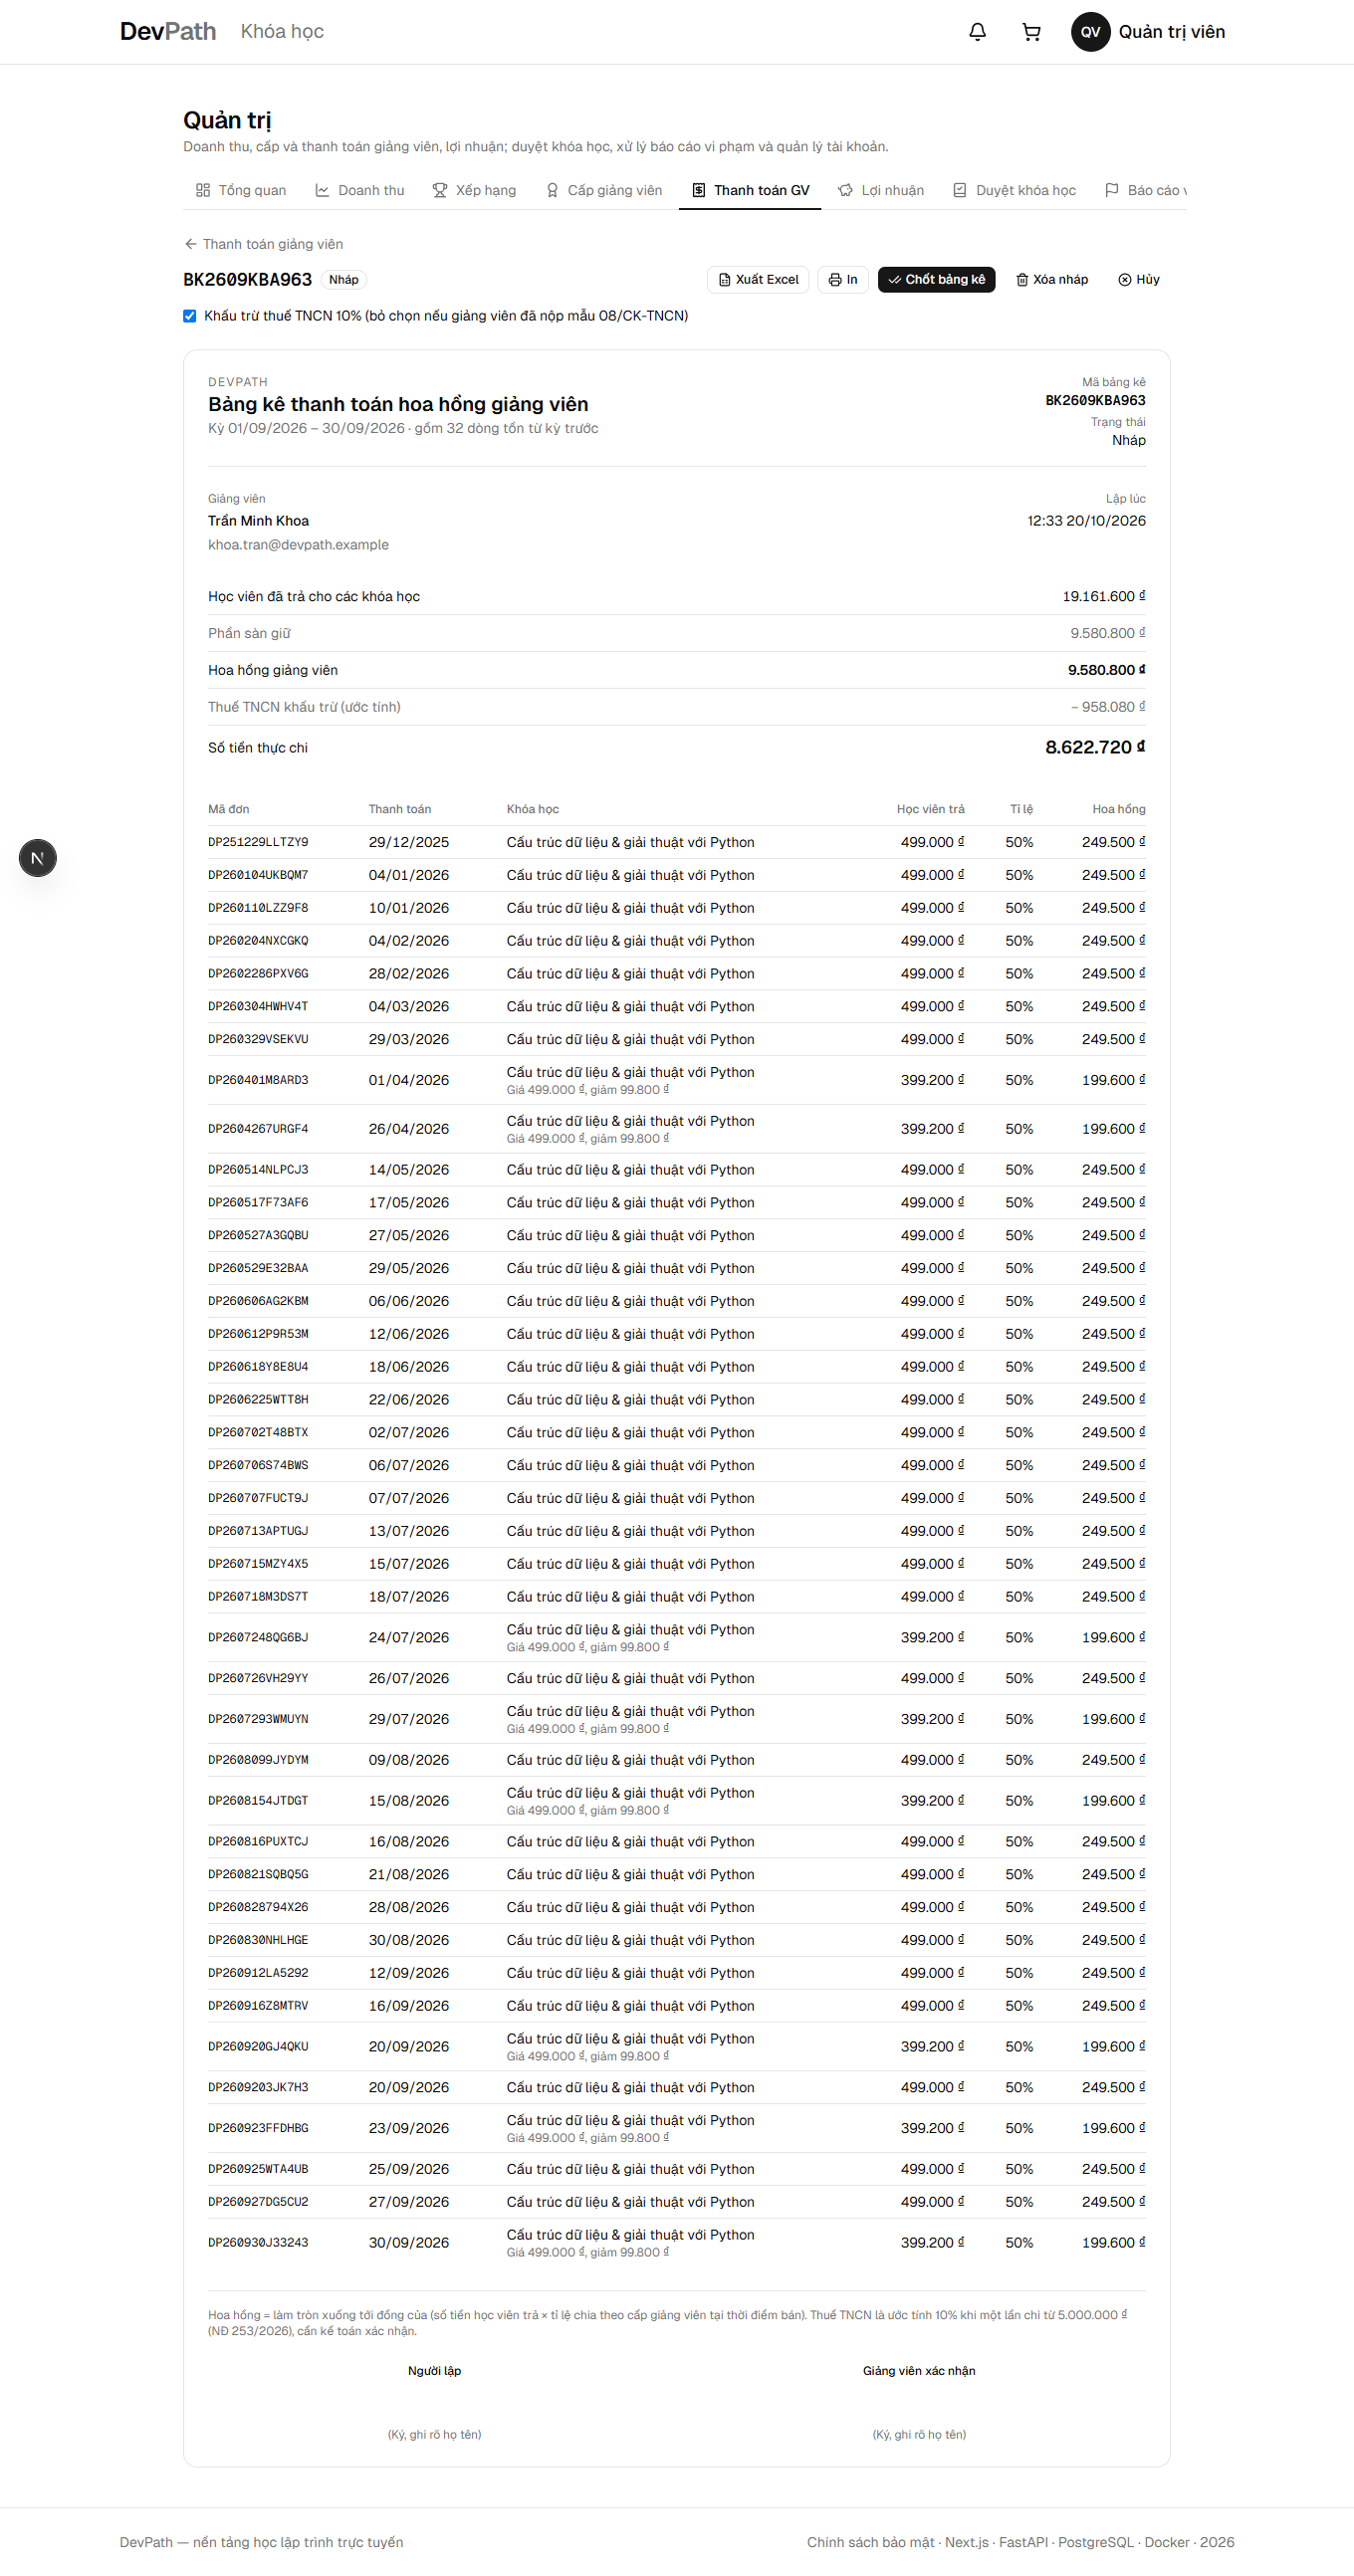 DevPath Khóa học QV Quản trị viên
Quản trị
Doanh thu, cấp và thanh toán giảng viên, lợi nhuận; duyệt khóa học, xử lý báo cáo vi phạm và quản lý tài khoản.
Tổng quan Doanh thu Xếp hạng Cấp giảng viên Thanh toán GV Lợi nhuận Duyệt khóa học Báo cáo v
Thanh toán giảng viên
BK2609KBA963 Nháp Xuất Excel In Chốt bảng kê Xóa nháp Hủy
Khấu trừ thuế TNCN 10% (bỏ chọn nếu giảng viên đã nộp mẫu 08/CK-TNCN)
DEVPATH Mã bảng kê
Bảng kê thanh toán hoa hồng giảng viên BK2609KBA963
Kỳ 01/09/2026 – 30/09/2026 · gồm 32 dòng tồn từ kỳ trước Trạng thái
Nháp
Giảng viên Lập lúc
Trần Minh Khoa 12:33 20/10/2026
khoa.tran@devpath.example
Học viên đã trả cho các khóa học 19.161.600 ₫
Phần sàn giữ 9.580.800 ₫
Hoa hồng giảng viên 9.580.800 ₫
Thuế TNCN khấu trừ (ước tính) – 958.080 ₫
Số tiền thực chi 8.622.720 ₫
Mã đơn Thanh toán Khóa học Học viên trả Tỉ lệ Hoa hồng
DP251229LLTZY9 29/12/2025 Cấu trúc dữ liệu & giải thuật với Python 499.000 ₫ 50% 249.500 ₫
DP260104UKBQM7 04/01/2026 Cấu trúc dữ liệu & giải thuật với Python 499.000 ₫ 50% 249.500 ₫
DP260110LZZ9F8 10/01/2026 Cấu trúc dữ liệu & giải thuật với Python 499.000 ₫ 50% 249.500 ₫
DP260204NXCGKQ 04/02/2026 Cấu trúc dữ liệu & giải thuật với Python 499.000 ₫ 50% 249.500 ₫
DP2602286PXV6G 28/02/2026 Cấu trúc dữ liệu & giải thuật với Python 499.000 ₫ 50% 249.500 ₫
DP260304HWHV4T 04/03/2026 Cấu trúc dữ liệu & giải thuật với Python 499.000 ₫ 50% 249.500 ₫
DP260329VSEKVU 29/03/2026 Cấu trúc dữ liệu & giải thuật với Python 499.000 ₫ 50% 249.500 ₫
DP260401M8ARD3 01/04/2026 Cấu trúc dữ liệu & giải thuật với Python 399.200 ₫ 50% 199.600 ₫
Giá 499.000 ₫, giảm 99.800 ₫
DP2604267URGF4 26/04/2026 Cấu trúc dữ liệu & giải thuật với Python 399.200 ₫ 50% 199.600 ₫
Giá 499.000 ₫, giảm 99.800 ₫
DP260514NLPCJ3 14/05/2026 Cấu trúc dữ liệu & giải thuật với Python 499.000 ₫ 50% 249.500 ₫
DP260517F73AF6 17/05/2026 Cấu trúc dữ liệu & giải thuật với Python 499.000 ₫ 50% 249.500 ₫
DP260527A3GQBU 27/05/2026 Cấu trúc dữ liệu & giải thuật với Python 499.000 ₫ 50% 249.500 ₫
DP260529E32BAA 29/05/2026 Cấu trúc dữ liệu & giải thuật với Python 499.000 ₫ 50% 249.500 ₫
DP260606AG2KBM 06/06/2026 Cấu trúc dữ liệu & giải thuật với Python 499.000 ₫ 50% 249.500 ₫
DP260612P9R53M 12/06/2026 Cấu trúc dữ liệu & giải thuật với Python 499.000 ₫ 50% 249.500 ₫
DP260618Y8E8U4 18/06/2026 Cấu trúc dữ liệu & giải thuật với Python 499.000 ₫ 50% 249.500 ₫
DP2606225WTT8H 22/06/2026 Cấu trúc dữ liệu & giải thuật với Python 499.000 ₫ 50% 249.500 ₫
DP260702T48BTX 02/07/2026 Cấu trúc dữ liệu & giải thuật với Python 499.000 ₫ 50% 249.500 ₫
DP260706S74BWS 06/07/2026 Cấu trúc dữ liệu & giải thuật với Python 499.000 ₫ 50% 249.500 ₫
DP260707FUCT9J 07/07/2026 Cấu trúc dữ liệu & giải thuật với Python 499.000 ₫ 50% 249.500 ₫
DP260713APTUGJ 13/07/2026 Cấu trúc dữ liệu & giải thuật với Python 499.000 ₫ 50% 249.500 ₫
DP260715MZY4X5 15/07/2026 Cấu trúc dữ liệu & giải thuật với Python 499.000 ₫ 50% 249.500 ₫
DP260718M3DS7T 18/07/2026 Cấu trúc dữ liệu & giải thuật với Python 499.000 ₫ 50% 249.500 ₫
DP2607248QG6BJ 24/07/2026 Cấu trúc dữ liệu & giải thuật với Python 399.200 ₫ 50% 199.600 ₫
Giá 499.000 ₫, giảm 99.800 ₫
DP260726VH29YY 26/07/2026 Cấu trúc dữ liệu & giải thuật với Python 499.000 ₫ 50% 249.500 ₫
DP2607293WMUYN 29/07/2026 Cấu trúc dữ liệu & giải thuật với Python 399.200 ₫ 50% 199.600 ₫
Giá 499.000 ₫, giảm 99.800 ₫
DP2608099JYDYM 09/08/2026 Cấu trúc dữ liệu & giải thuật với Python 499.000 ₫ 50% 249.500 ₫
DP2608154JTDGT 15/08/2026 Cấu trúc dữ liệu & giải thuật với Python 399.200 ₫ 50% 199.600 ₫
Giá 499.000 ₫, giảm 99.800 ₫
DP260816PUXTCJ 16/08/2026 Cấu trúc dữ liệu & giải thuật với Python 499.000 ₫ 50% 249.500 ₫
DP260821SQBQ5G 21/08/2026 Cấu trúc dữ liệu & giải thuật với Python 499.000 ₫ 50% 249.500 ₫
DP260828794X26 28/08/2026 Cấu trúc dữ liệu & giải thuật với Python 499.000 ₫ 50% 249.500 ₫
DP260830NHLHGE 30/08/2026 Cấu trúc dữ liệu & giải thuật với Python 499.000 ₫ 50% 249.500 ₫
DP260912LA5292 12/09/2026 Cấu trúc dữ liệu & giải thuật với Python 499.000 ₫ 50% 249.500 ₫
DP260916Z8MTRV 16/09/2026 Cấu trúc dữ liệu & giải thuật với Python 499.000 ₫ 50% 249.500 ₫
DP260920GJ4QKU 20/09/2026 Cấu trúc dữ liệu & giải thuật với Python 399.200 ₫ 50% 199.600 ₫
Giá 499.000 ₫, giảm 99.800 ₫
DP2609203JK7H3 20/09/2026 Cấu trúc dữ liệu & giải thuật với Python 499.000 ₫ 50% 249.500 ₫
DP260923FFDHBG 23/09/2026 Cấu trúc dữ liệu & giải thuật với Python 399.200 ₫ 50% 199.600 ₫
Giá 499.000 ₫, giảm 99.800 ₫
DP260925WTA4UB 25/09/2026 Cấu trúc dữ liệu & giải thuật với Python 499.000 ₫ 50% 249.500 ₫
DP260927DG5CU2 27/09/2026 Cấu trúc dữ liệu & giải thuật với Python 499.000 ₫ 50% 249.500 ₫
DP260930J33243 30/09/2026 Cấu trúc dữ liệu & giải thuật với Python 399.200 ₫ 50% 199.600 ₫
Giá 499.000 ₫, giảm 99.800 ₫
Hoa hồng = làm tròn xuống tới đồng của (số tiền học viên trả × tỉ lệ chia theo cấp giảng viên tại thời điểm bán). Thuế TNCN là ước tính 10% khi một lần chi từ 5.000.000 ₫
(NĐ 253/2026), cần kế toán xác nhận.
Người lập Giảng viên xác nhận
(Ký, ghi rõ họ tên) (Ký, ghi rõ họ tên)
DevPath — nền tảng học lập trình trực tuyến Chính sách bảo mật · Next.js · FastAPI · PostgreSQL · Docker · 2026